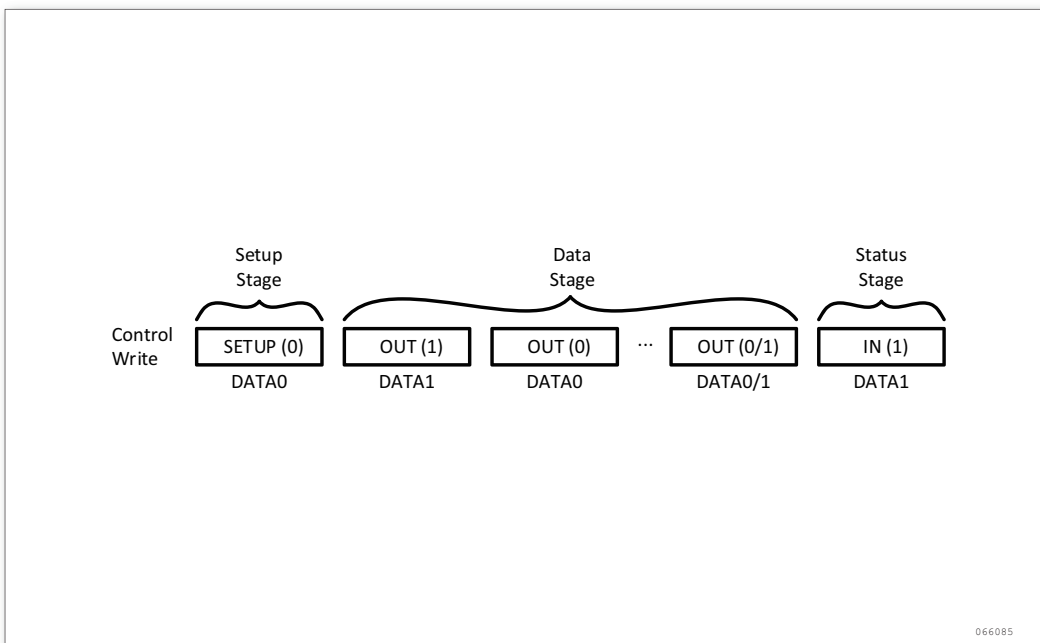 Setup
Stage
Data
Stage
Status
Stage
Control
Write
SETUP (0)
OUT (1)
OUT (0)
...
OUT (0/1)
IN (1)
DATA0
DATA1
DATA0
DATA0/1
DATA1
066085